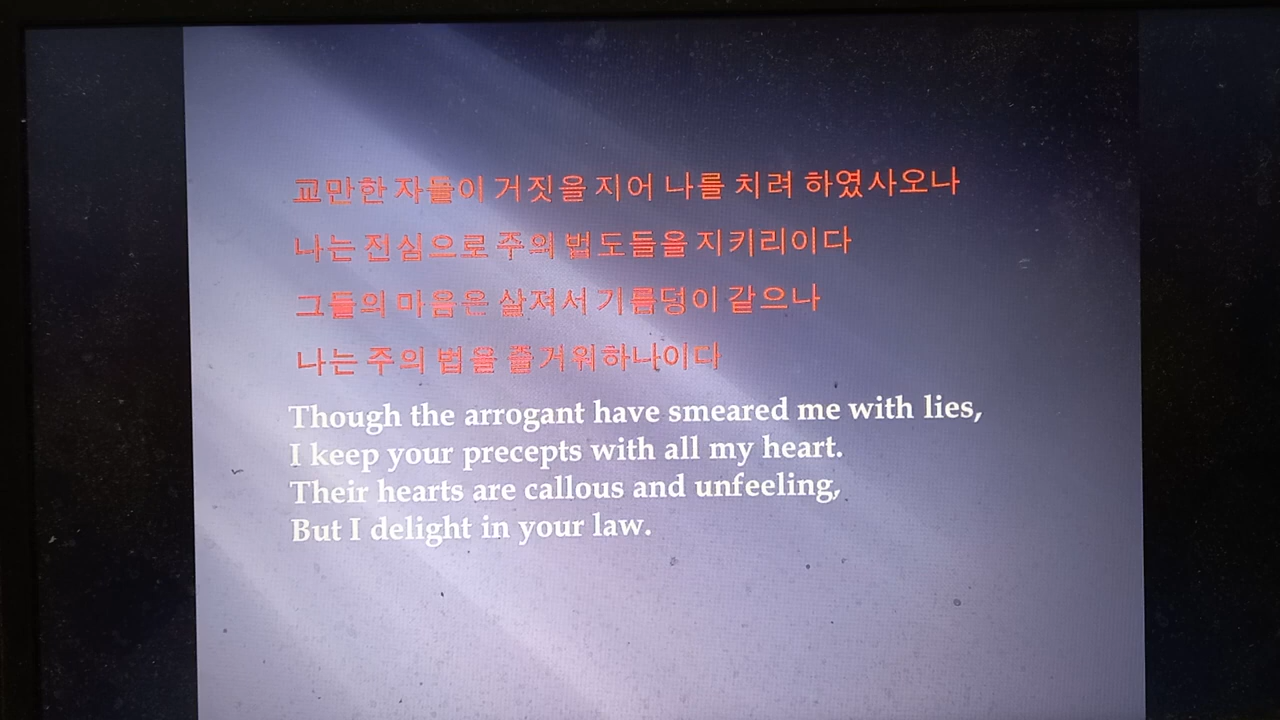 교만한 자들이 거짓을 지어 나를 치려 하였사오나
나는 전심으로 주의 법도들을 지키리이다
그들의 마음은 살져서 기름덩이 같으나
나는 주의 법을 즐거워하나이다
Though the arrogant have smeared me with lies,
I keep your precepts with all my heart.
Their hearts are callous and unfeeling,
But I delight in your law.